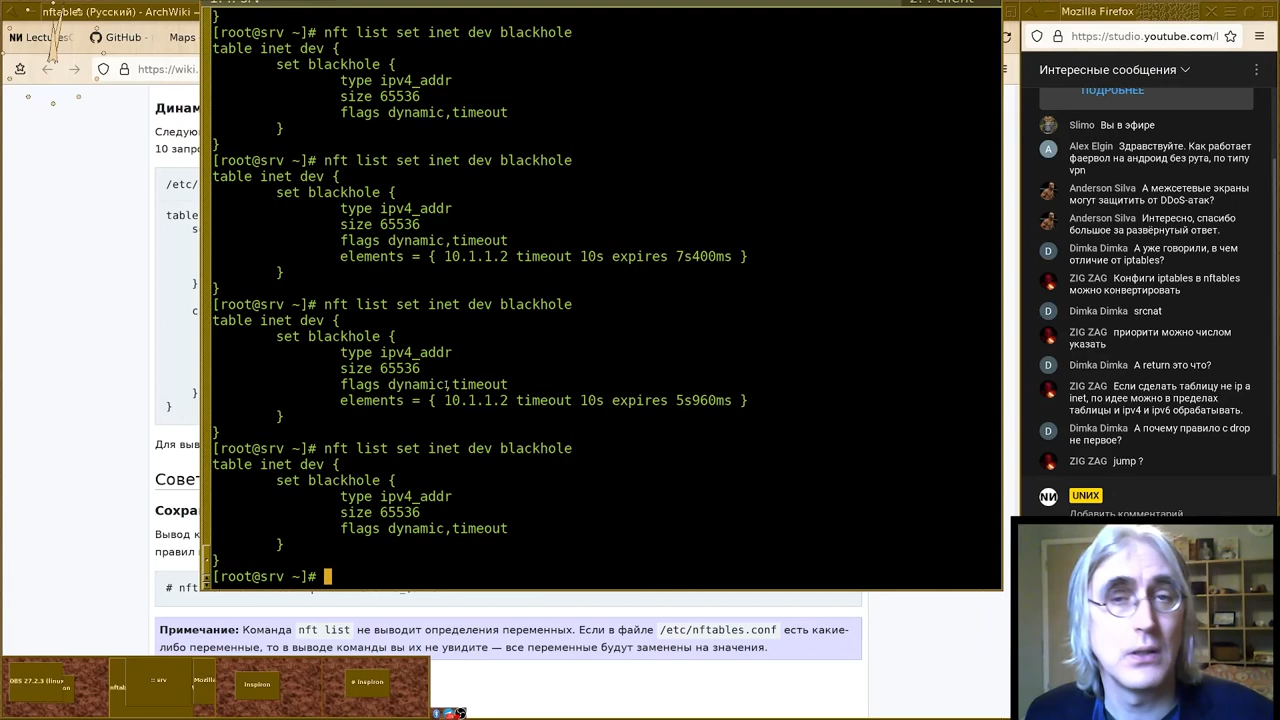 nftables (Русский) — ArchWiki
Mozilla Firefox
GitHub -
Maps
https://wiki.
https://studio.youtube.com/l
Динам
Следую
10 запро
/etc/
table
s
}
c
}
}
Для выв
Совет
Сохра
Вывод к
правил в
# nft
Примечание: Команда nft list не выводит определения переменных. Если в файле /etc/nftables.conf есть какие-
либо переменные, то в выводе команды вы их не увидите — все переменные будут заменены на значения.
}
[root@srv ~]# nft list set inet dev blackhole
table inet dev {
set blackhole {
type ipv4_addr
size 65536
flags dynamic,timeout
}
}
[root@srv ~]# nft list set inet dev blackhole
table inet dev {
set blackhole {
type ipv4_addr
size 65536
flags dynamic,timeout
elements = { 10.1.1.2 timeout 10s expires 7s400ms }
}
}
[root@srv ~]# nft list set inet dev blackhole
table inet dev {
set blackhole {
type ipv4_addr
size 65536
flags dynamic,timeout
elements = { 10.1.1.2 timeout 10s expires 5s960ms }
}
}
[root@srv ~]# nft list set inet dev blackhole
table inet dev {
set blackhole {
type ipv4_addr
size 65536
flags dynamic,timeout
}
}
[root@srv ~]#
Интересные сообщения
ПОДРОБНЕЕ
Slimo Вы в эфире
Alex Elgin Здравствуйте. Как работает
фаервол на андроид без рута, по типу
vpn
Anderson Silva А межсетевые экраны
могут защитить от DDoS-атак?
Anderson Silva Интересно, спасибо
большое за развёрнутый ответ.
Dimka Dimka А уже говорили, в чем
отличие от iptables?
ZIG ZAG Конфиги iptables в nftables
можно конвертировать
Dimka Dimka srcnat
ZIG ZAG приорити можно числом
указать
Dimka Dimka А return это что?
ZIG ZAG Если сделать таблицу не ip а
inet, по идее можно в пределах
таблицы и ipv4 и ipv6 обрабатывать.
Dimka Dimka А почему правило с drop
не первое?
ZIG ZAG jump ?
UNИX
Добавить комментарий
OBS 27.2.3 (linux
:: srv
Mozill
Inspiron
# Inspiron